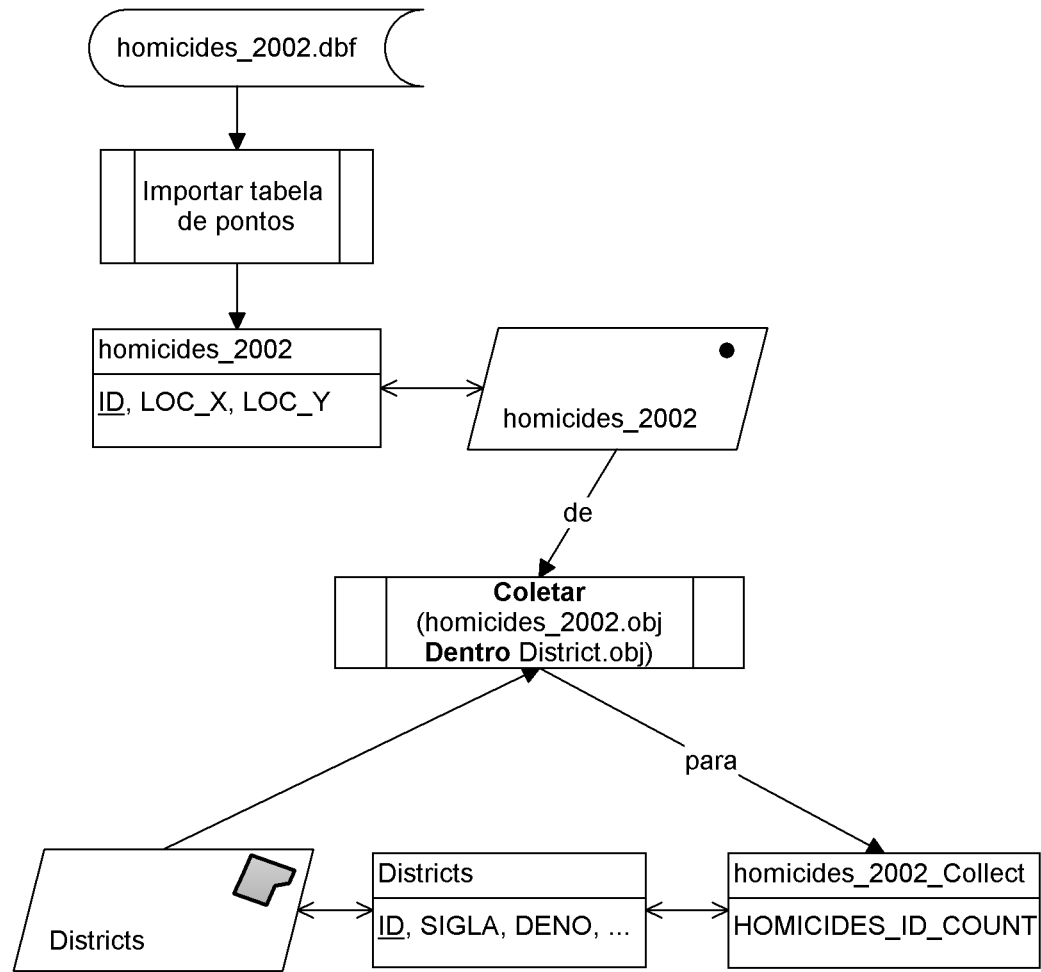 homicides_2002.dbf
Importar tabela
de pontos
homicides_2002
ID, LOC_X, LOC_Y
homicides_2002
de
Coletar
(homicides_2002.obj
Dentro District.obj)
para
Districts
Districts
ID, SIGLA, DENO, ...
homicides_2002_Collect
HOMICIDES_ID_COUNT